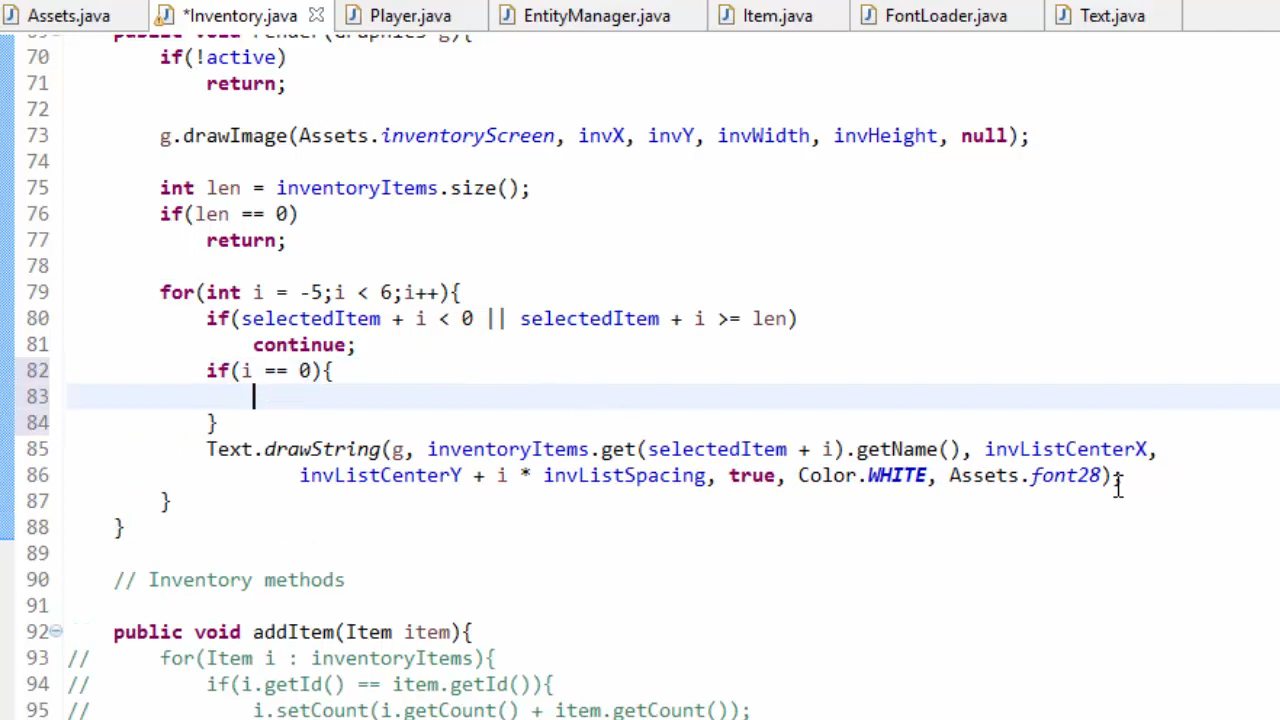 Assets.java *Inventory.java Player.java EntityManager.java Item.java FontLoader.java Text.java
69 public void render(Graphics g){
70 if(!active)
71 return;
72
73 g.drawImage(Assets.inventoryScreen, invX, invY, invWidth, invHeight, null);
74
75 int len = inventoryItems.size();
76 if(len == 0)
77 return;
78
79 for(int i = -5;i < 6;i++){
80 if(selectedItem + i < 0 || selectedItem + i >= len)
81 continue;
82 if(i == 0){
83
84 }
85 Text.drawString(g, inventoryItems.get(selectedItem + i).getName(), invListCenterX,
86 invListCenterY + i * invListSpacing, true, Color.WHITE, Assets.font28);
87 }
88 }
89
90 // Inventory methods
91
92 public void addItem(Item item){
93 // for(Item i : inventoryItems){
94 // if(i.getId() == item.getId()){
95 // i.setCount(i.getCount() + item.getCount());